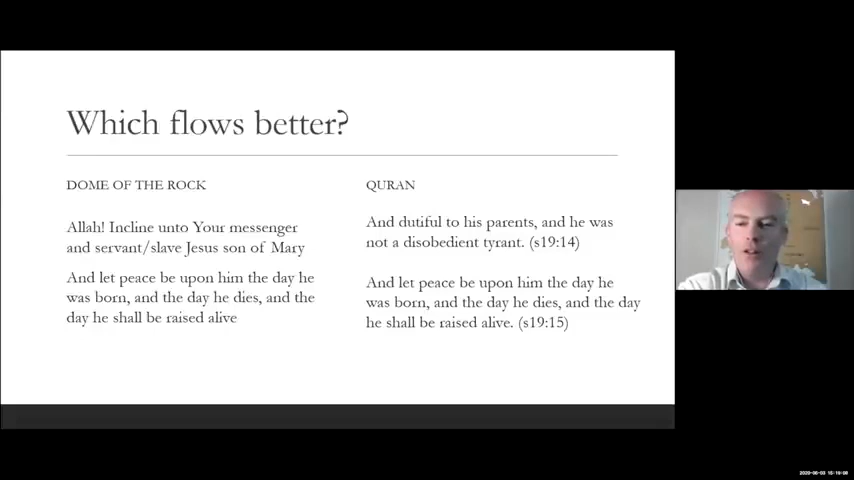 Which flows better?
DOME OF THE ROCK
Allah! Incline unto Your messenger
and servant/slave Jesus son of Mary
And let peace be upon him the day he
was born, and the day he dies, and the
day he shall be raised alive
QURAN
And dutiful to his parents, and he was
not a disobedient tyrant. (s19:14)
And let peace be upon him the day he
was born, and the day he dies, and the day
he shall be raised alive. (s19:15)